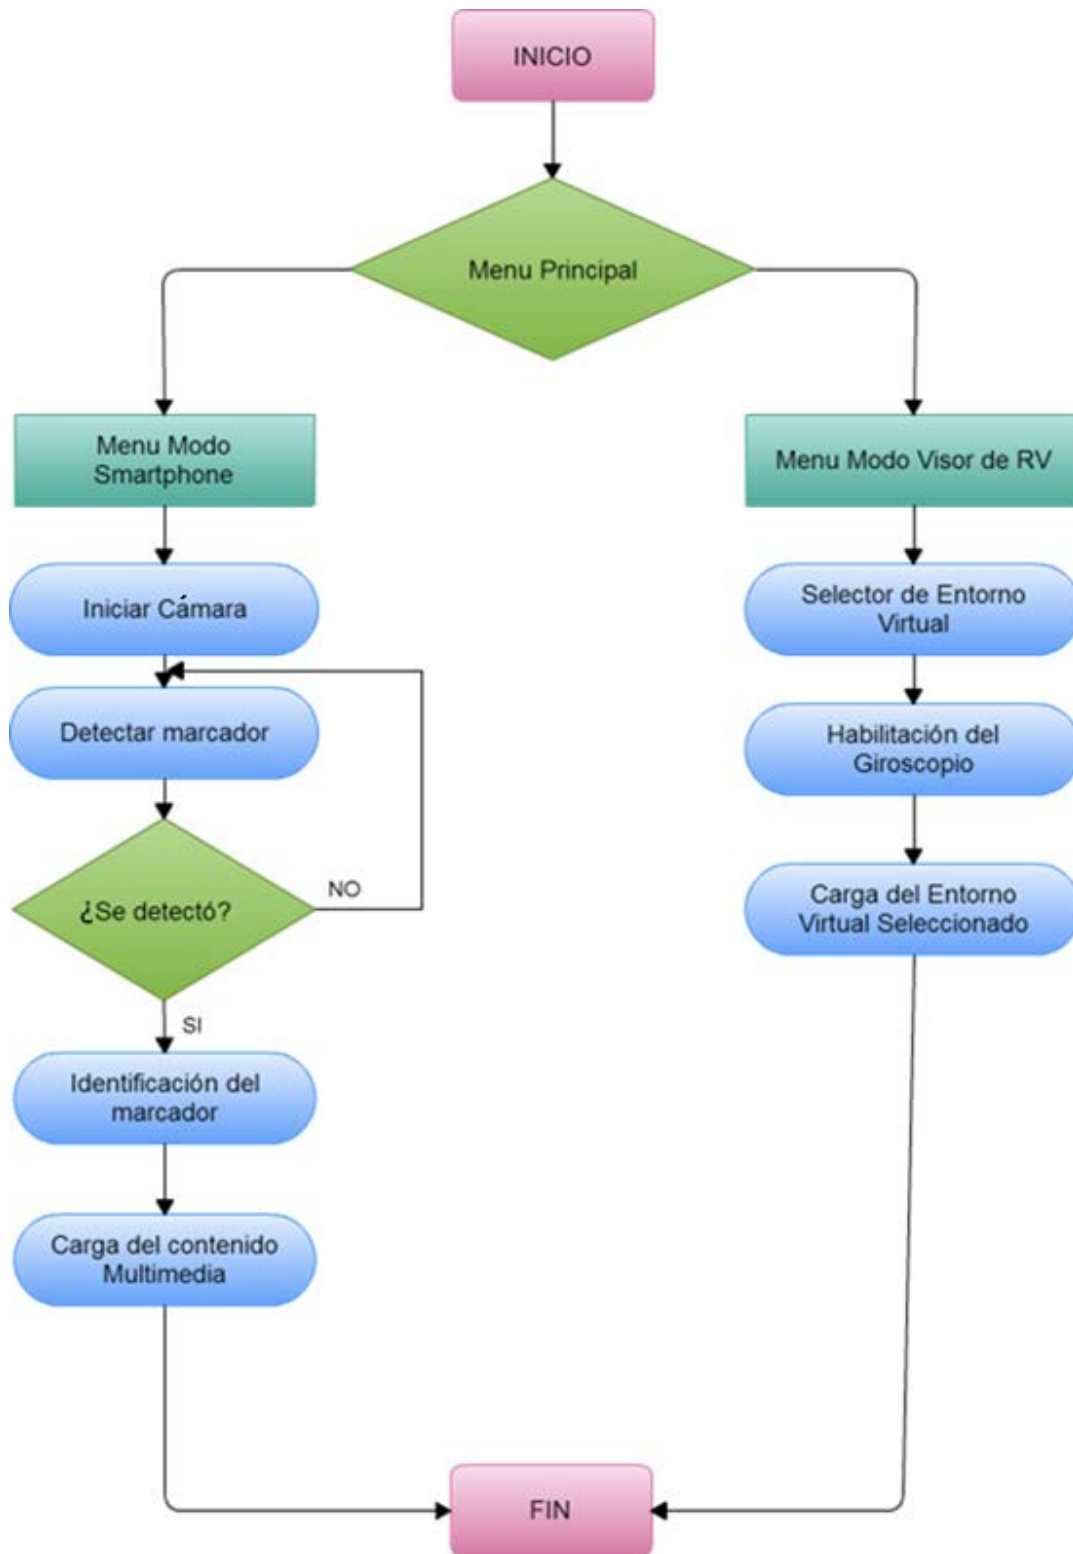 INICIO
Menu Principal
Menu Modo
Smartphone
Iniciar Cámara
Detectar marcador
¿Se detectó?
NO
SI
Identificación del
marcador
Carga del contenido
Multimedia
Menu Modo Visor de RV
Selector de Entorno
Virtual
Habilitación del
Giroscopio
Carga del Entorno
Virtual Seleccionado
FIN